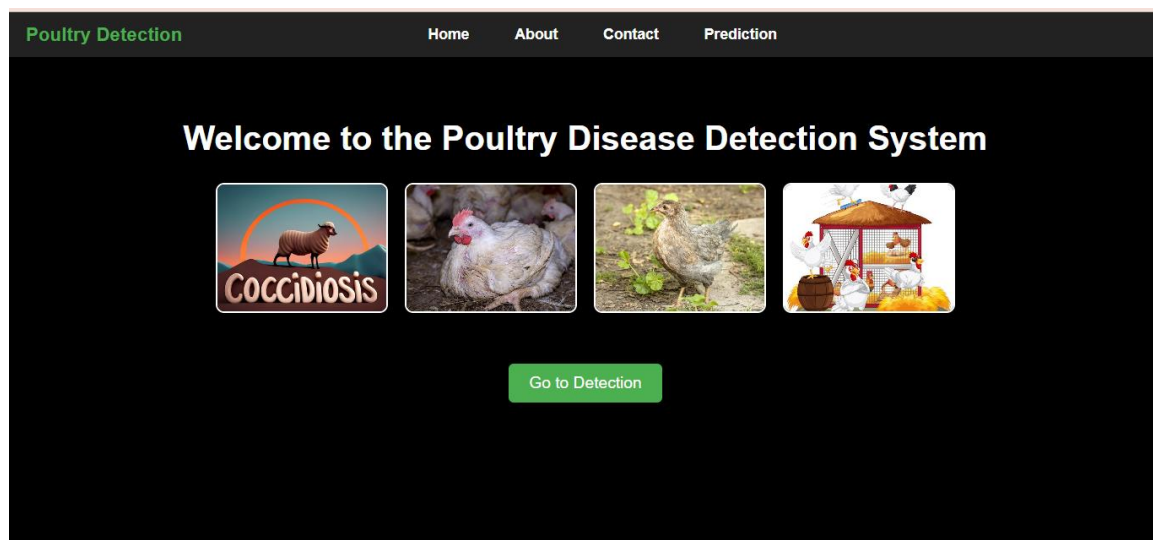 Poultry Detection
Home About Contact Prediction
Welcome to the Poultry Disease Detection System
COCCIDIOSIS
Go to Detection